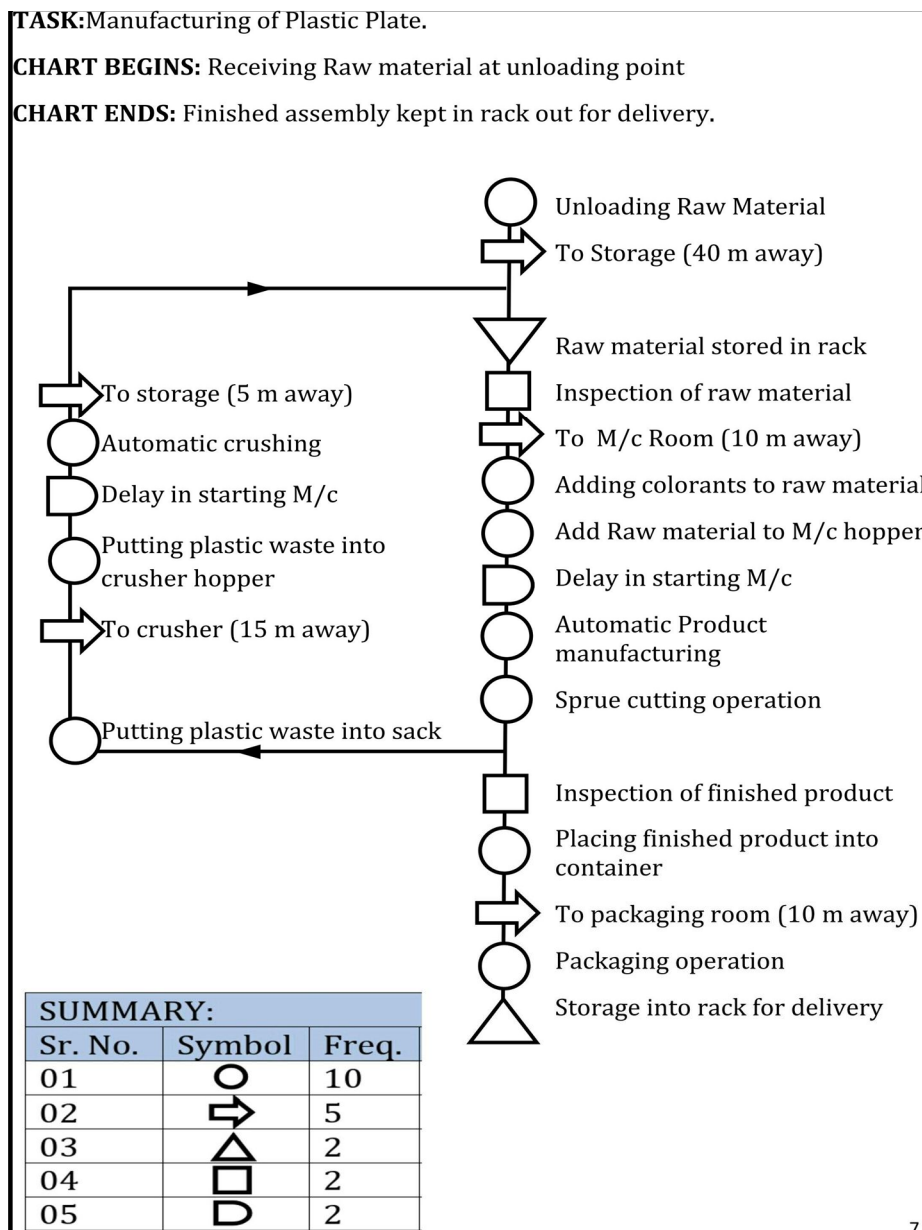 TASK:Manufacturing of Plastic Plate.
CHART BEGINS: Receiving Raw material at unloading point
CHART ENDS: Finished assembly kept in rack out for delivery.
Unloading Raw Material
To Storage (40 m away)
Raw material stored in rack
Inspection of raw material
To M/c Room (10 m away)
Adding colorants to raw material
Add Raw material to M/c hopper
Delay in starting M/c
Automatic Product
manufacturing
Sprue cutting operation
To storage (5 m away)
Automatic crushing
Delay in starting M/c
Putting plastic waste into
crusher hopper
To crusher (15 m away)
Putting plastic waste into sack
Inspection of finished product
Placing finished product into
container
To packaging room (10 m away)
Packaging operation
Storage into rack for delivery
SUMMARY:
Sr. No. Symbol Freq.
01 10
02 5
03 2
04 2
05 2
7